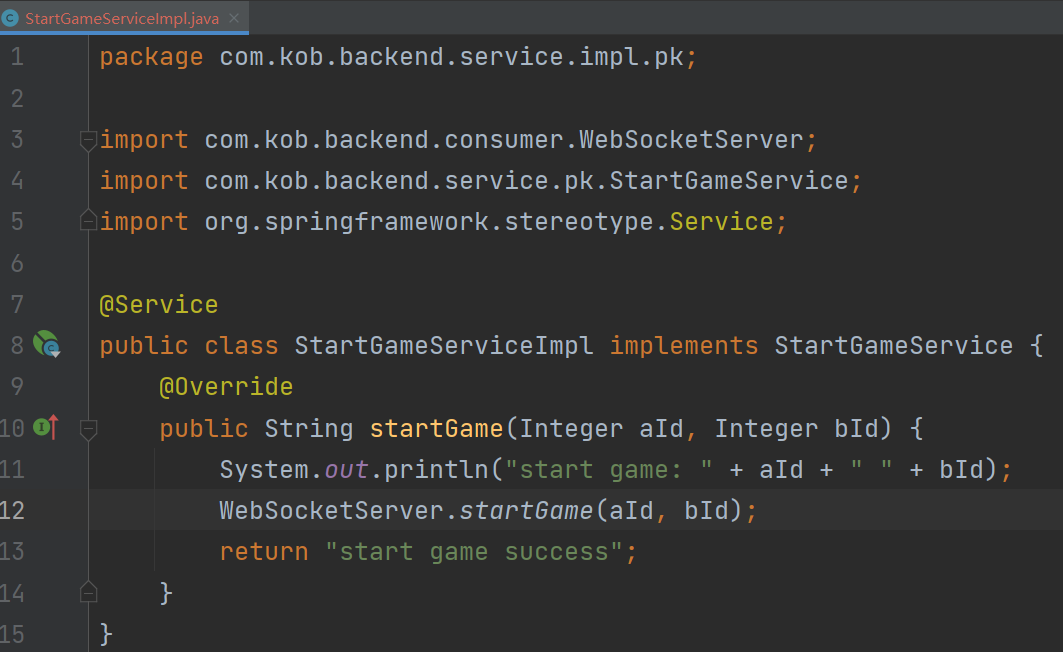 StartGameServiceImpl.java
1 package com.kob.backend.service.impl.pk;
2
3 import com.kob.backend.consumer.WebSocketServer;
4 import com.kob.backend.service.pk.StartGameService;
5 import org.springframework.stereotype.Service;
6
7 @Service
8 public class StartGameServiceImpl implements StartGameService {
9     @Override
10     public String startGame(Integer aId, Integer bId) {
11         System.out.println("start game: " + aId + " " + bId);
12         WebSocketServer.startGame(aId, bId);
13         return "start game success";
14     }
15 }